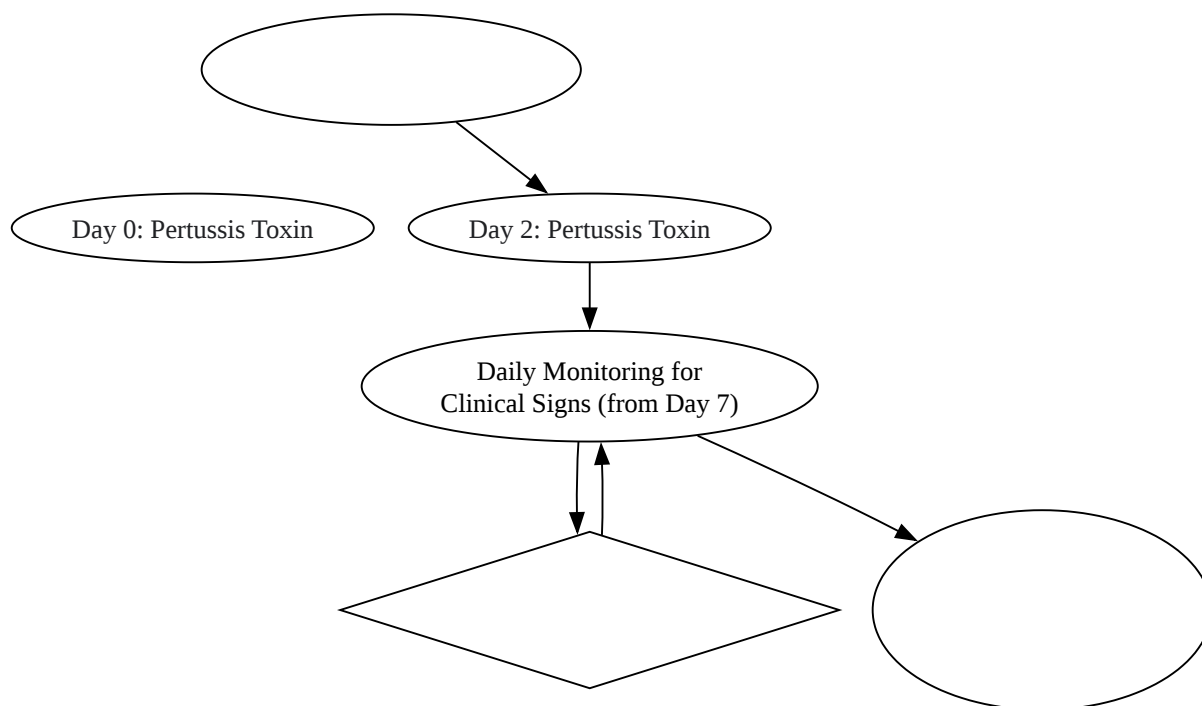 Day 0: Pertussis Toxin
Day 2: Pertussis Toxin
Daily Monitoring for
Clinical Signs (from Day 7)